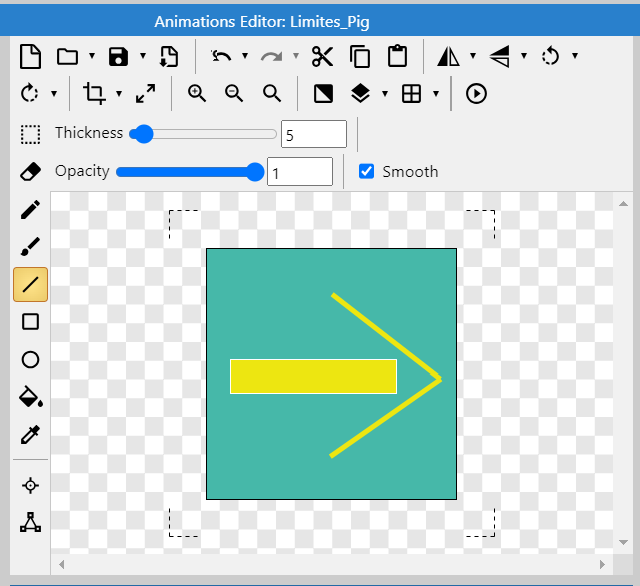 Animations Editor: Limites_Pig
Thickness 5
Opacity 1 Smooth